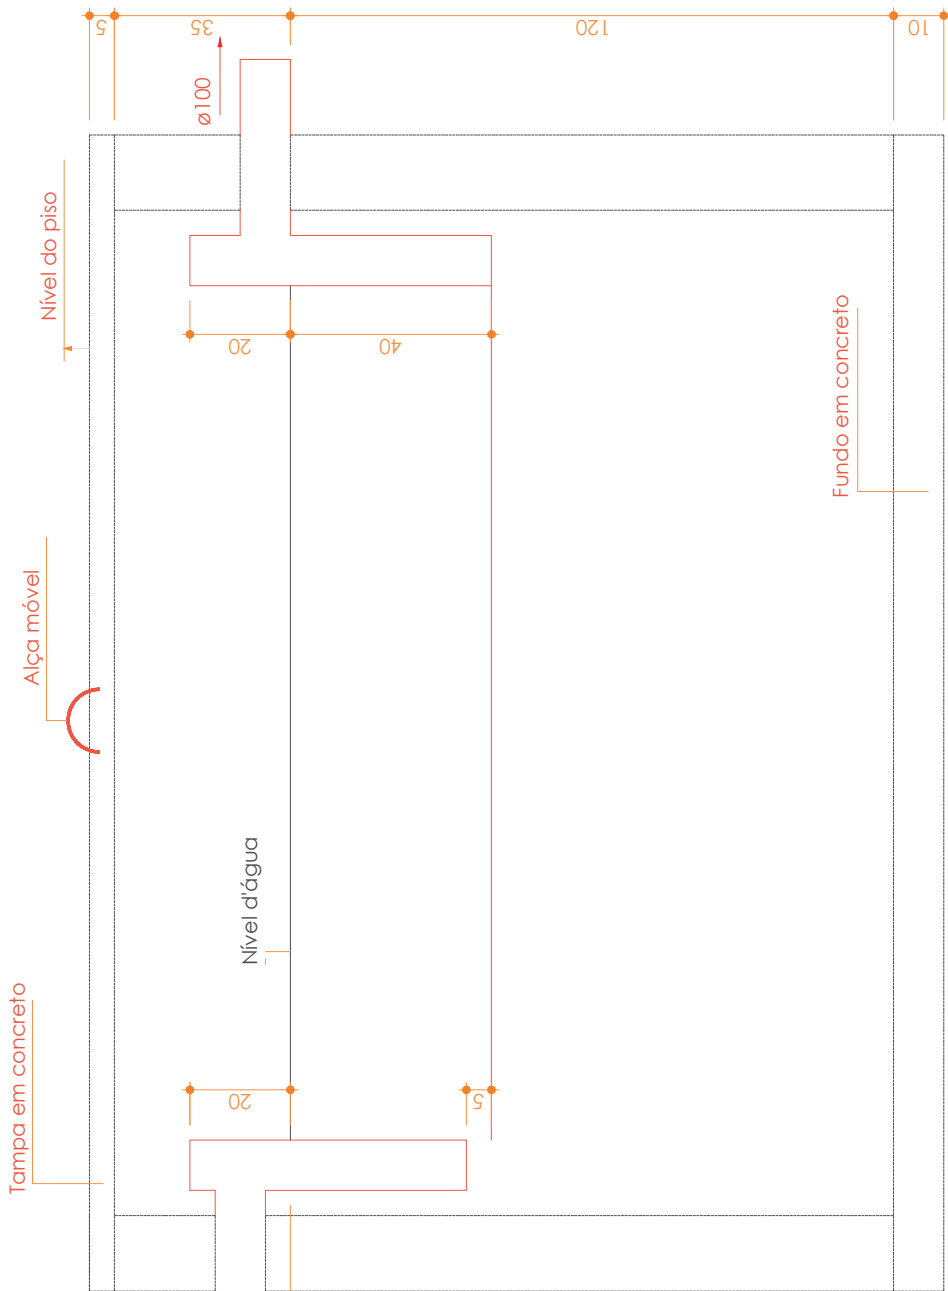 5
35
120
10
ø100
Nível do piso
20
40
Fundo em concreto
Alça móvel
Nível d'água
Tampa em concreto
20
5